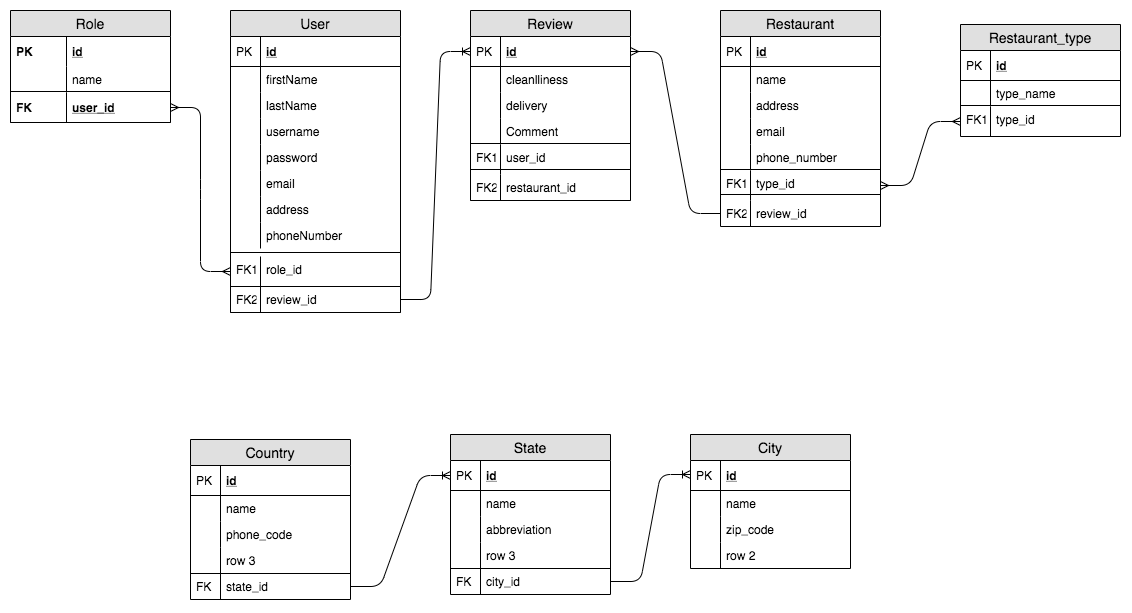 Role
PK id
name
FK user_id
User
PK id
firstName
lastName
username
password
email
address
phoneNumber
FK1 role_id
FK2 review_id
Review
PK id
cleanlliness
delivery
Comment
FK1 user_id
FK2 restaurant_id
Restaurant
PK id
name
address
email
phone_number
FK1 type_id
FK2 review_id
Restaurant_type
PK id
type_name
FK1 type_id
Country
PK id
name
phone_code
row 3
FK state_id
State
PK id
name
abbreviation
row 3
FK city_id
City
PK id
name
zip_code
row 2